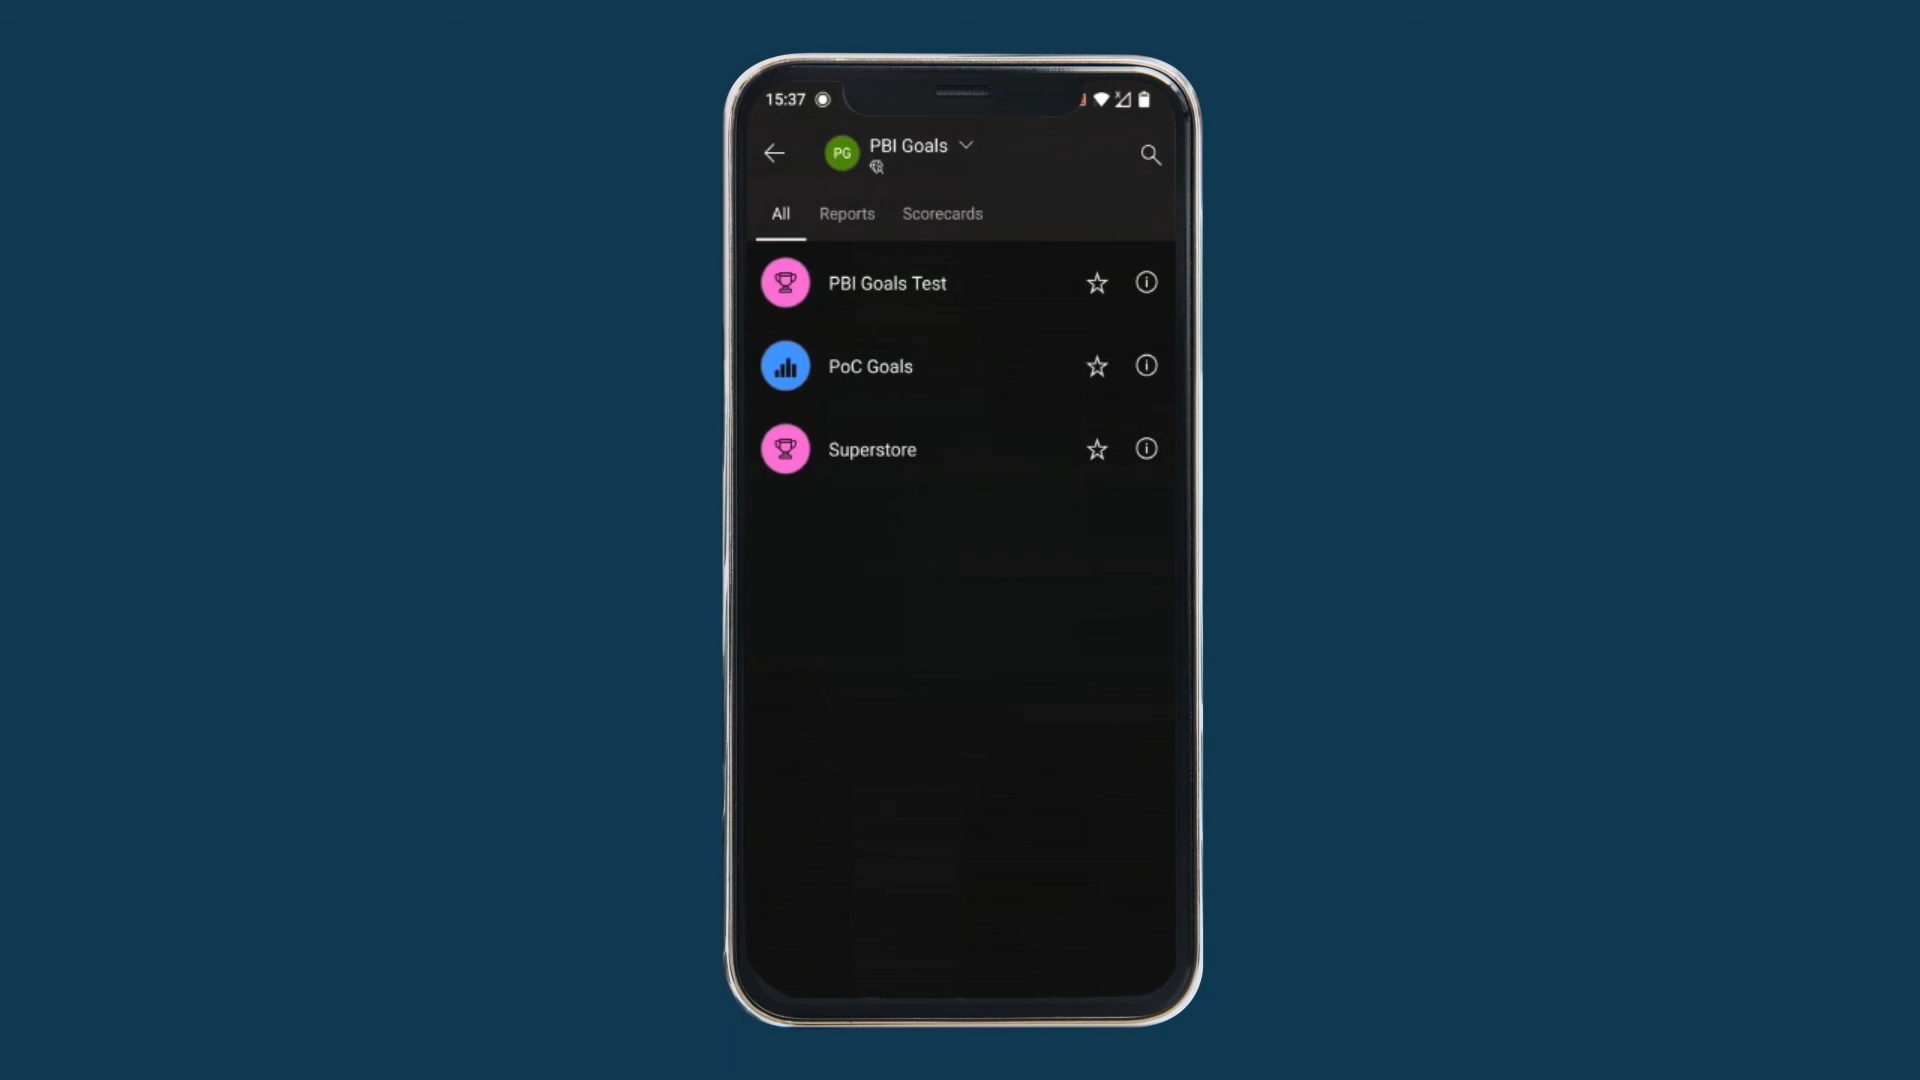 15:37
PG
PBI Goals
All Reports Scorecards
PBI Goals Test
PoC Goals
Superstore